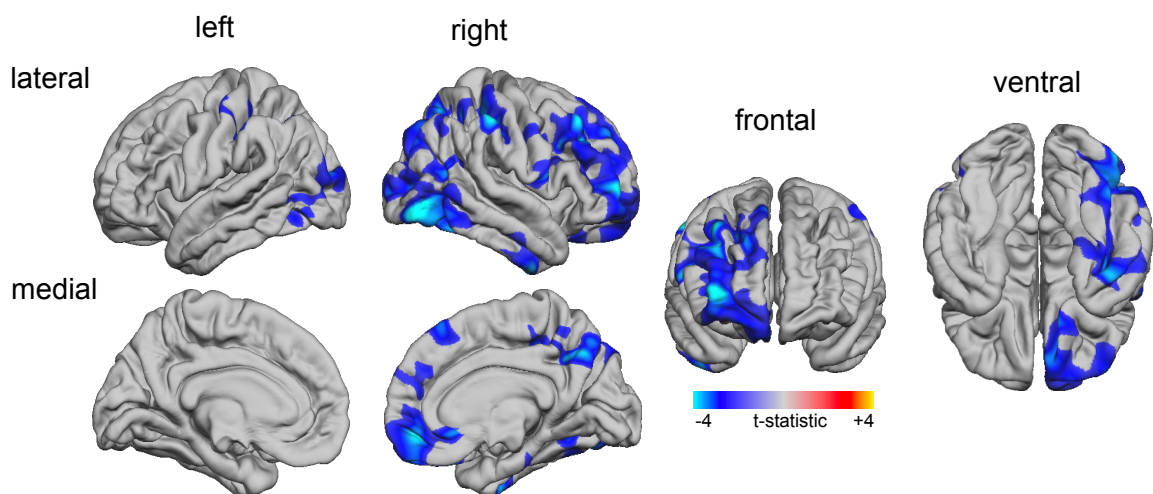 left
right
lateral
ventral
frontal
medial
-4 t-statistic +4